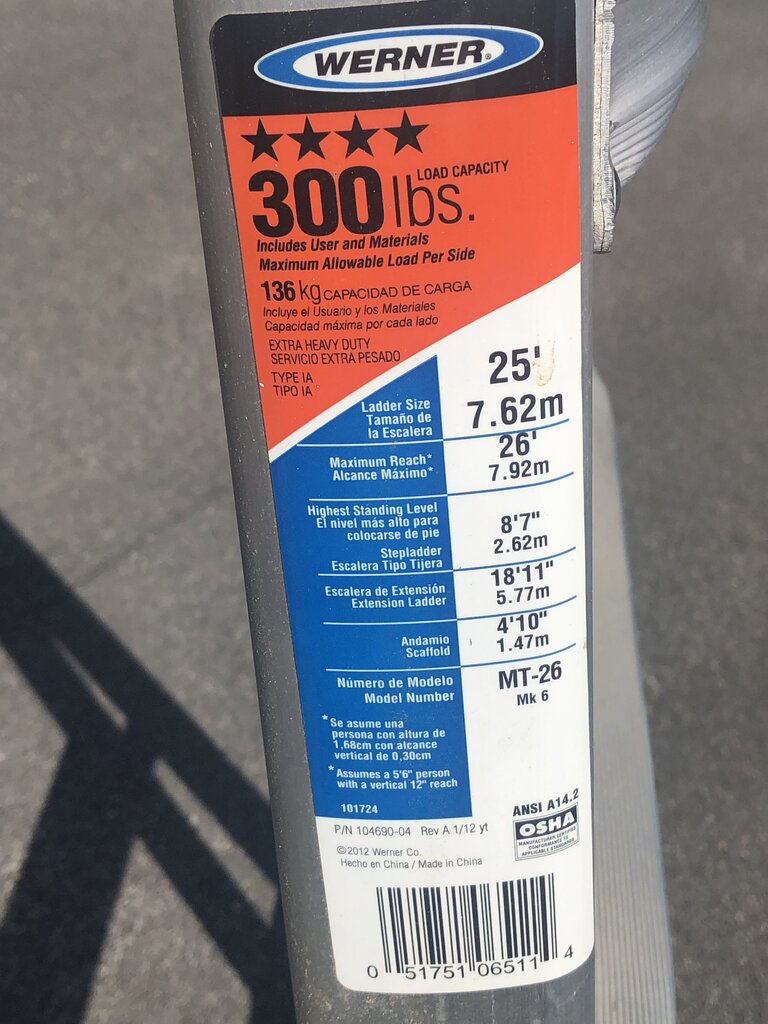 WERNER®
LOAD CAPACITY
300 lbs.
Includes User and Materials
Maximum Allowable Load Per Side
136 kg CAPACIDAD DE CARGA
Incluye el Usuario y los Materiales
Capacidad máxima por cada lado
EXTRA HEAVY DUTY
SERVICIO EXTRA PESADO
TYPE IA
TIPO IA
Ladder Size
Tamaño de
la Escalera
25'
7.62m
Maximum Reach*
Alcance Máximo*
26'
7.92m
Highest Standing Level
El nivel más alto para
colocarse de pie
Stepladder
Escalera Tipo Tijera
8'7"
2.62m
Escalera de Extensión
Extension Ladder
18'11"
5.77m
Andamio
Scaffold
4'10"
1.47m
Número de Modelo
Model Number
MT-26
Mk 6
* Se asume una
persona con altura de
1,68cm con alcance
vertical de 0,30cm
* Assumes a 5'6" person
with a vertical 12" reach
101724
P/N 104690-04 Rev A 1/12 yt
©2012 Werner Co.
Hecho en China / Made in China
ANSI A14.2
OSHA
MANUFACTURER CERTIFIES
CONFORMANCE TO
APPLICABLE STANDARDS
0 51751 06511 4